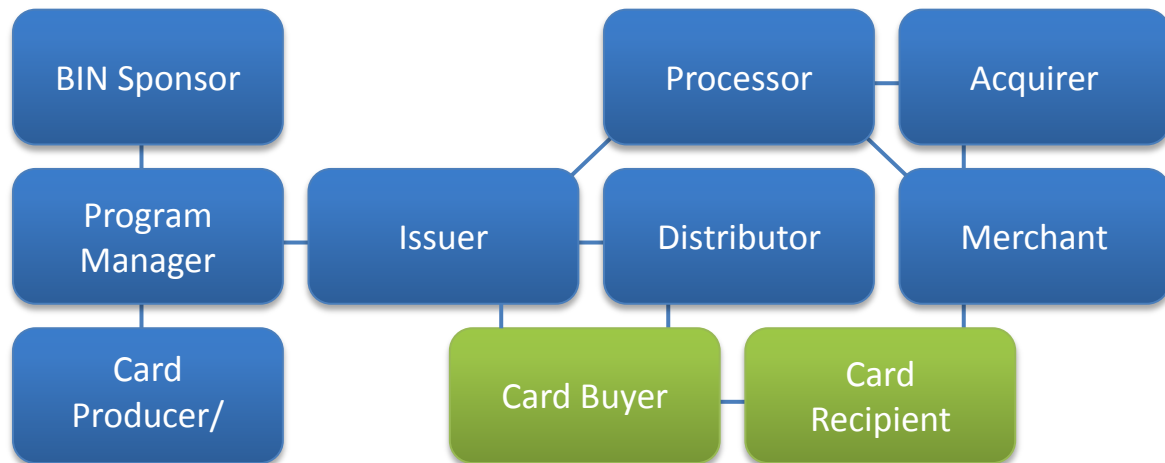 BIN Sponsor
Processor
Acquirer
Program
Manager
Issuer
Distributor
Merchant
Card
Producer/
Card Buyer
Card
Recipient